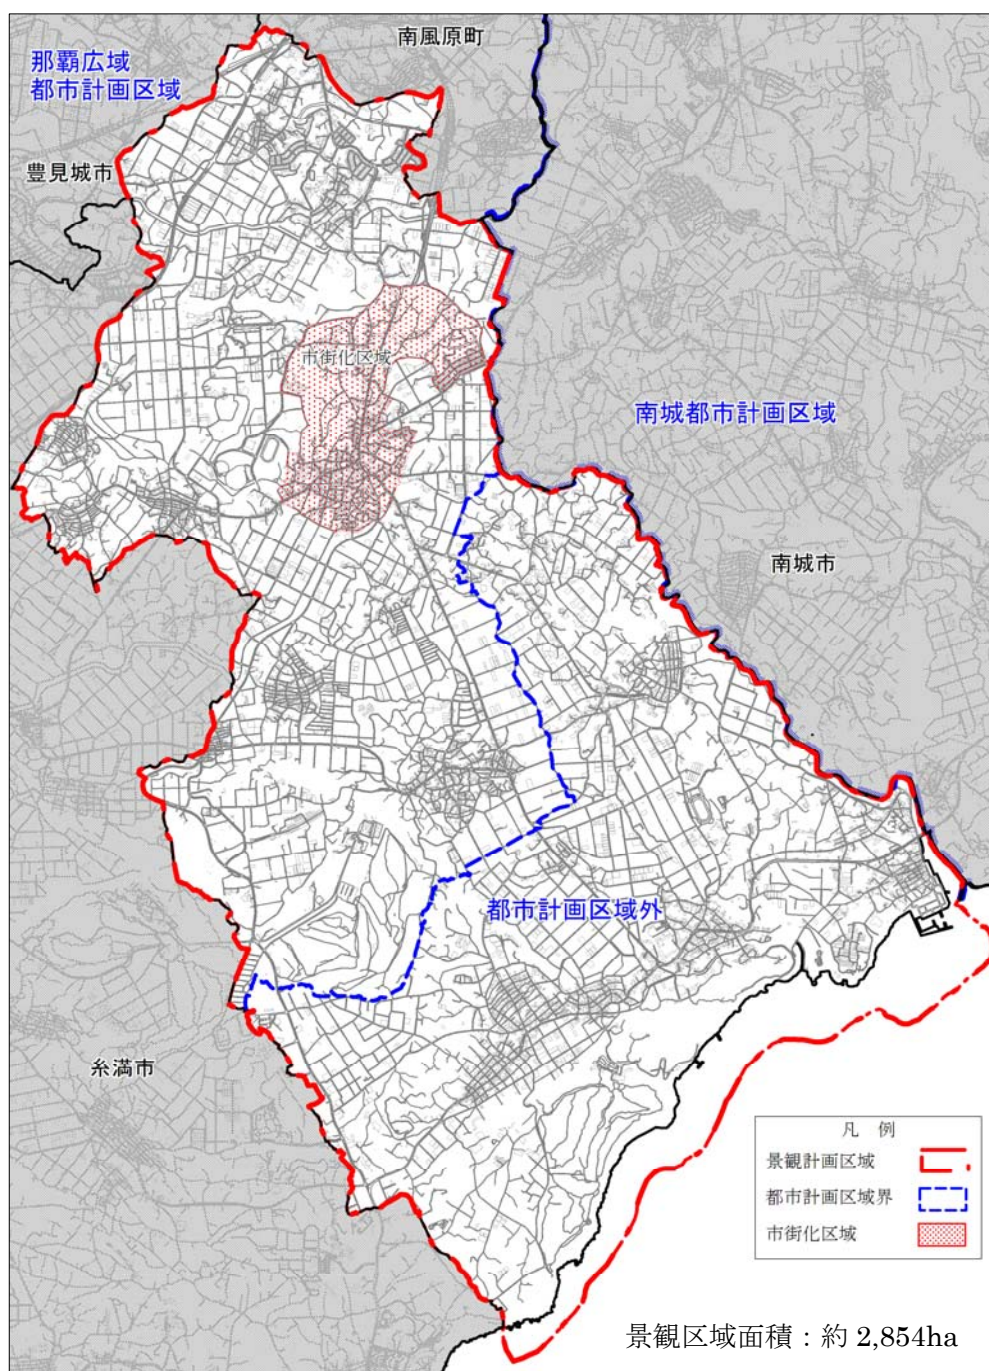 南風原町
那覇広域
都市計画区域
豊見城市
市街化区域
南城都市計画区域
南城市
都市計画区域外
糸満市
凡 例
景観計画区域
都市計画区域界
市街化区域
景観区域面積：約 2,854ha